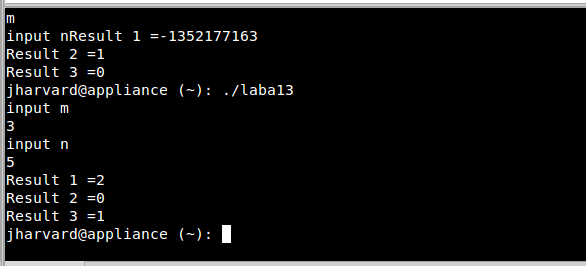 m
input nResult 1 =-1352177163
Result 2 =1
Result 3 =0
jharvard@appliance (~): ./laba13
input m
3
input n
5
Result 1 =2
Result 2 =0
Result 3 =1
jharvard@appliance (~):